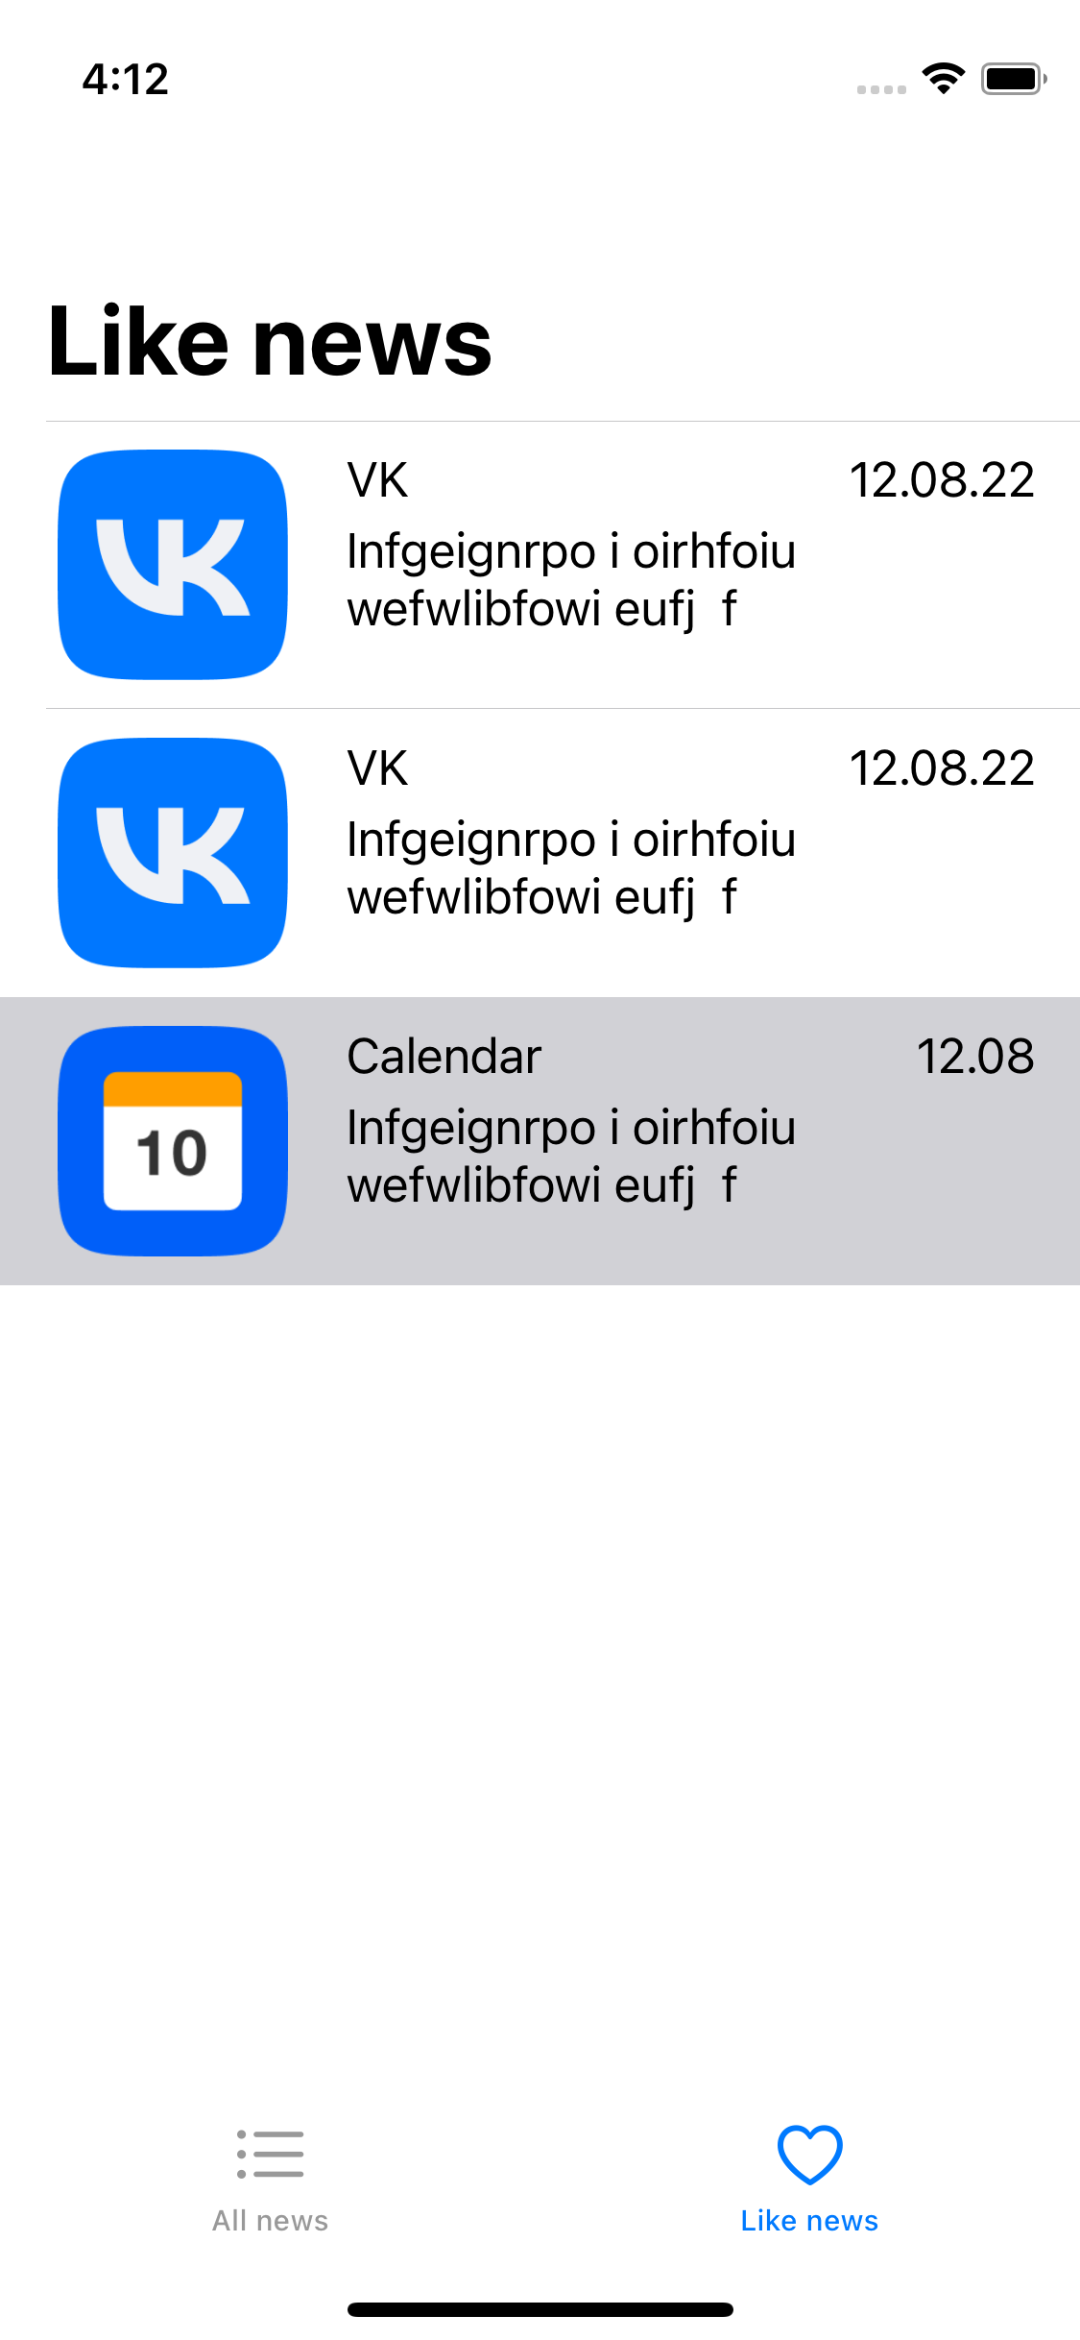 4:12
Like news
VK
12.08.22
Infgeignrpo i oirhfoiu
wefwlibfowi eufj  f
VK
12.08.22
Infgeignrpo i oirhfoiu
wefwlibfowi eufj  f
10
Calendar
12.08
Infgeignrpo i oirhfoiu
wefwlibfowi eufj  f
All news
Like news